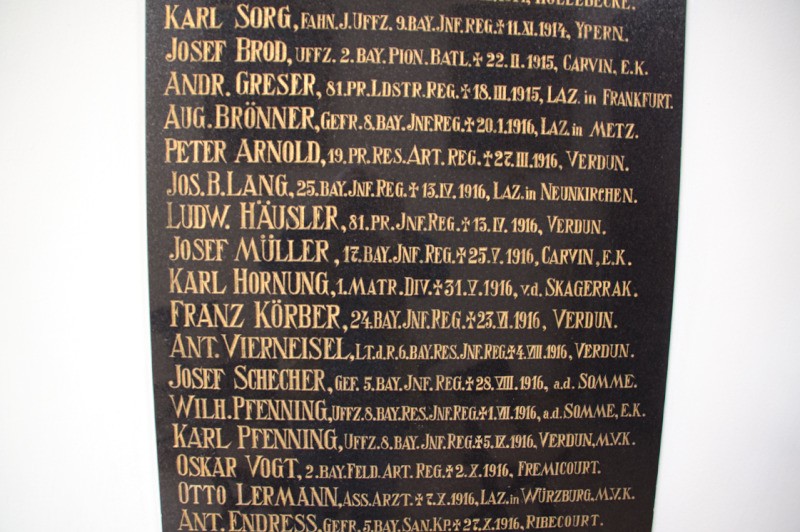 HOLLEBECKE.
KARL SORG, FAHN.J.UFFZ. 9.BAY.JNF.REG.✝11.XI.1914, YPERN.
JOSEF BROD, UFFZ. 2.BAY.PION.BATL.✝22.II.1915, CARVIN, E.K.
ANDR. GRESER, 81.PR.LDSTR.REG.✝18.III.1915, LAZ. in FRANKFURT.
AUG. BRÖNNER, GEFR.8.BAY.JNF.REG.✝20.1.1916, LAZ. in METZ.
PETER ARNOLD, 19.PR.RES.ART.REG.✝27.III.1916, VERDUN.
JOS.B.LANG, 25.BAY.JNF.REG.✝13.IV.1916, LAZ. in NEUNKIRCHEN.
LUDW. HÄUSLER, 81.PR.JNF.REG.✝13.IV.1916, VERDUN.
JOSEF MÜLLER, 17.BAY.JNF.REG.✝25.V.1916, CARVIN, E.K.
KARL HORNUNG, 1.MATR.DIV.✝31.V.1916, v.d. SKAGERRAK.
FRANZ KÖRBER, 24.BAY.JNF.REG.✝23.VI.1916, VERDUN.
ANT. VIERNEISEL, LT.d.R.6.BAY.RES.JNF.REG.✝4.VIII.1916, VERDUN.
JOSEF SCHECHER, GEF. 5.BAY.JNF.REG.✝28.VIII.1916, a.d. SOMME.
WILH. PFENNING, UFFZ.8.BAY.RES.JNF.REG.✝1.VII.1916, a.d. SOMME, E.K.
KARL PFENNING, UFFZ.8.BAY.JNF.REG.✝5.IX.1916, VERDUN, M.V.K.
OSKAR VOGT, 2.BAY.FELD.ART.REG.✝2.X.1916, FREMICOURT.
OTTO LERMANN, ASS.ARZT.✝7.X.1916, LAZ. in WÜRZBURG. M.V.K.
ANT. ENDRESS, GEFR.5.BAY.SAN.KP.✝27.X.1916, RIBECOURT.